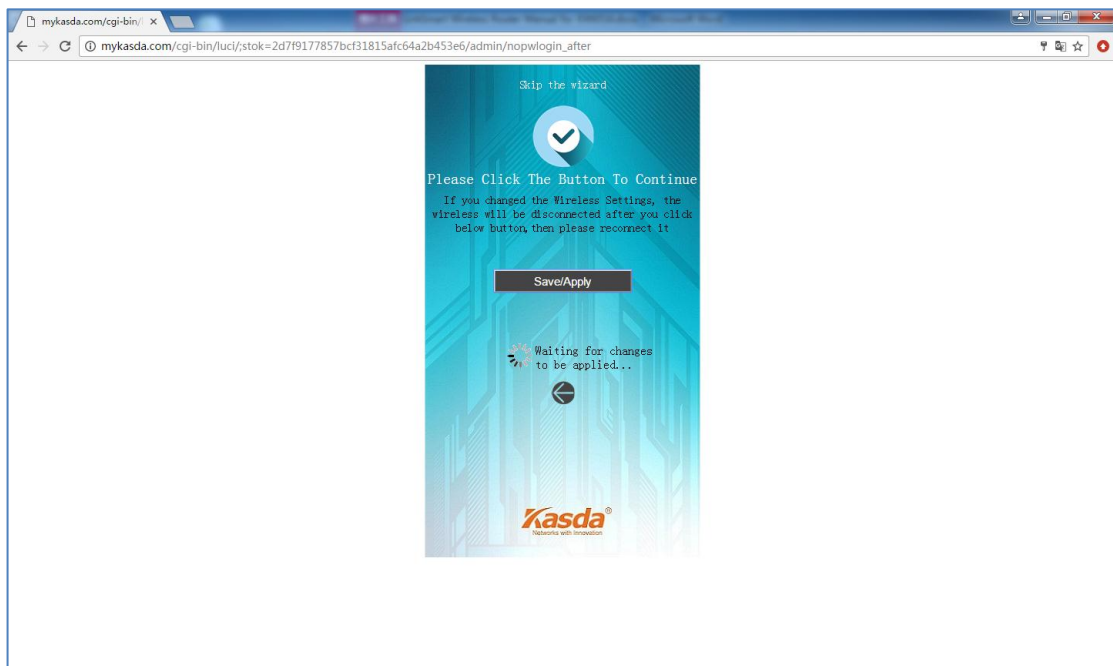 mykasda.com/cgi-bin/l
mykasda.com/cgi-bin/luci/;stok=2d7f9177857bcf31815afc64a2b453e6/admin/nopwlogin_after
Skip the wizard
Please Click The Button To Continue
If you changed the Wireless Settings, the
wireless will be disconnected after you click
below button, then please reconnect it
Save/Apply
Waiting for changes
to be applied...
Kasda®
Networks with Innovation